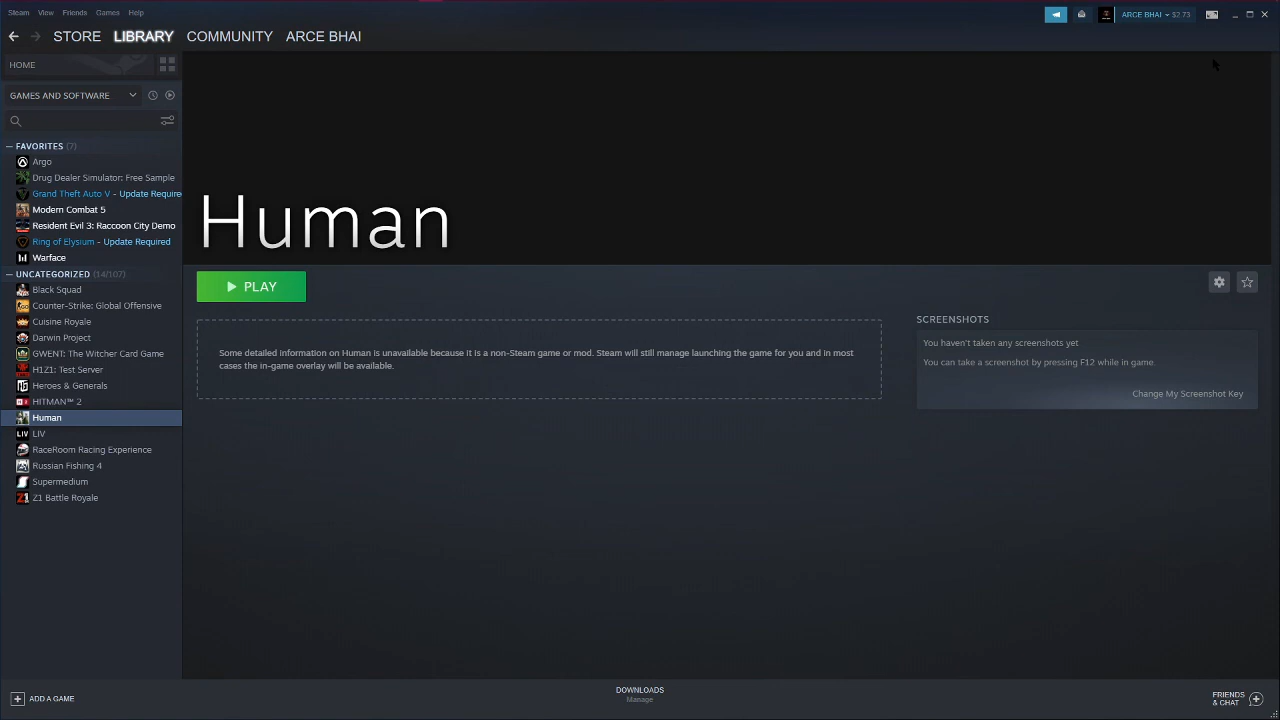 Steam View Friends Games Help
ARCE BHAI $2.73
STORE LIBRARY COMMUNITY ARCE BHAI
HOME
GAMES AND SOFTWARE
FAVORITES (7)
Argo
Drug Dealer Simulator: Free Sample
Grand Theft Auto V - Update Require
Modern Combat 5
Resident Evil 3: Raccoon City Demo
Ring of Elysium - Update Required
Warface
UNCATEGORIZED (14/107)
Black Squad
Counter-Strike: Global Offensive
Cuisine Royale
Darwin Project
GWENT: The Witcher Card Game
H1Z1: Test Server
Heroes & Generals
HITMAN™ 2
Human
LIV
RaceRoom Racing Experience
Russian Fishing 4
Supermedium
Z1 Battle Royale
Human
PLAY
Some detailed information on Human is unavailable because it is a non-Steam game or mod. Steam will still manage launching the game for you and in most
cases the in-game overlay will be available.
SCREENSHOTS
You haven't taken any screenshots yet
You can take a screenshot by pressing F12 while in game.
Change My Screenshot Key
ADD A GAME
DOWNLOADS
Manage
FRIENDS
& CHAT